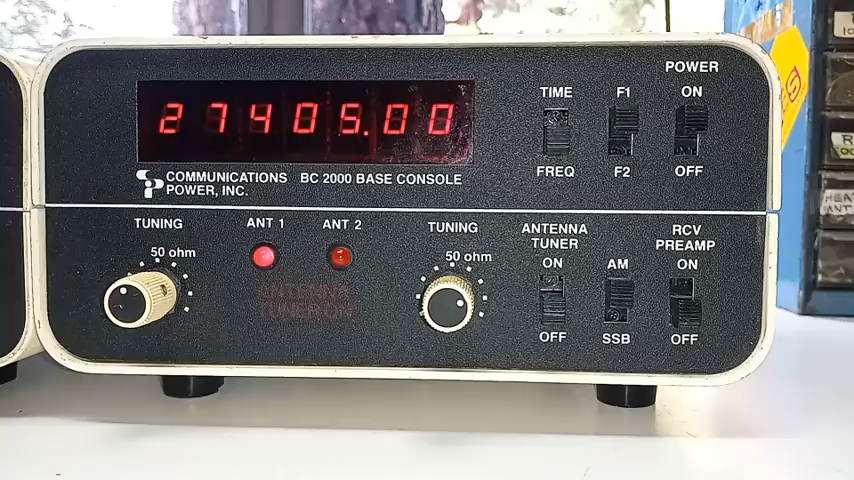 POWER
TIME F1 ON
27405.00
FREQ F2 OFF
COMMUNICATIONS
POWER, INC.
BC 2000 BASE CONSOLE
TUNING ANT 1 ANT 2 TUNING ANTENNA
TUNER RCV
PREAMP
50 ohm 50 ohm ON AM ON
ANTENNA
TUNER ON
OFF SSB OFF